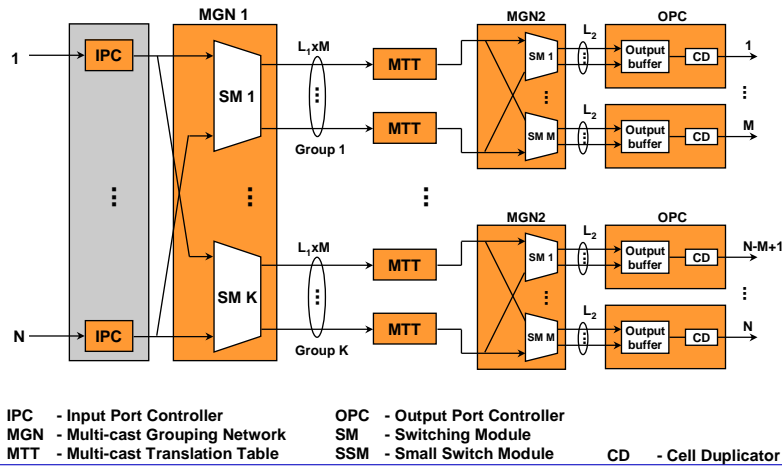 MGN 1
MGN2
OPC
L1xM
L2
1
IPC
SM 1
MTT
SM 1
Output buffer
CD
1
...
...
...
MTT
SM M
L2
Output buffer
CD
M
Group 1
...
...
...
...
MGN2
OPC
L1xM
L2
MTT
SM 1
Output buffer
CD
N-M+1
SM K
...
...
...
N
IPC
MTT
SM M
L2
Output buffer
CD
N
Group K
IPC - Input Port Controller
OPC - Output Port Controller
MGN - Multi-cast Grouping Network
SM - Switching Module
MTT - Multi-cast Translation Table
SSM - Small Switch Module
CD - Cell Duplicator